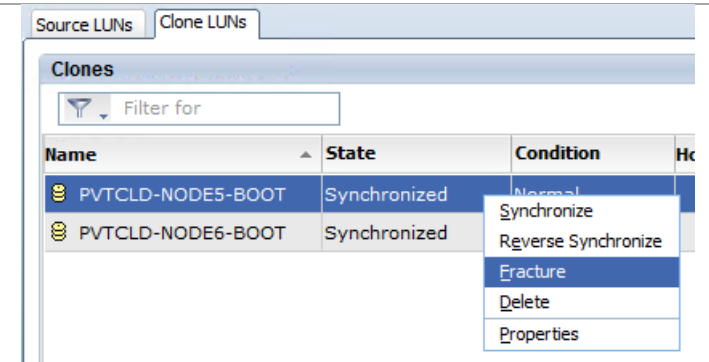 Source LUNs Clone LUNs
Clones
Filter for
Name State Condition Ho
PVTCLD-NODE5-BOOT Synchronized Normal
PVTCLD-NODE6-BOOT Synchronized
Synchronize
Reverse Synchronize
Fracture
Delete
Properties